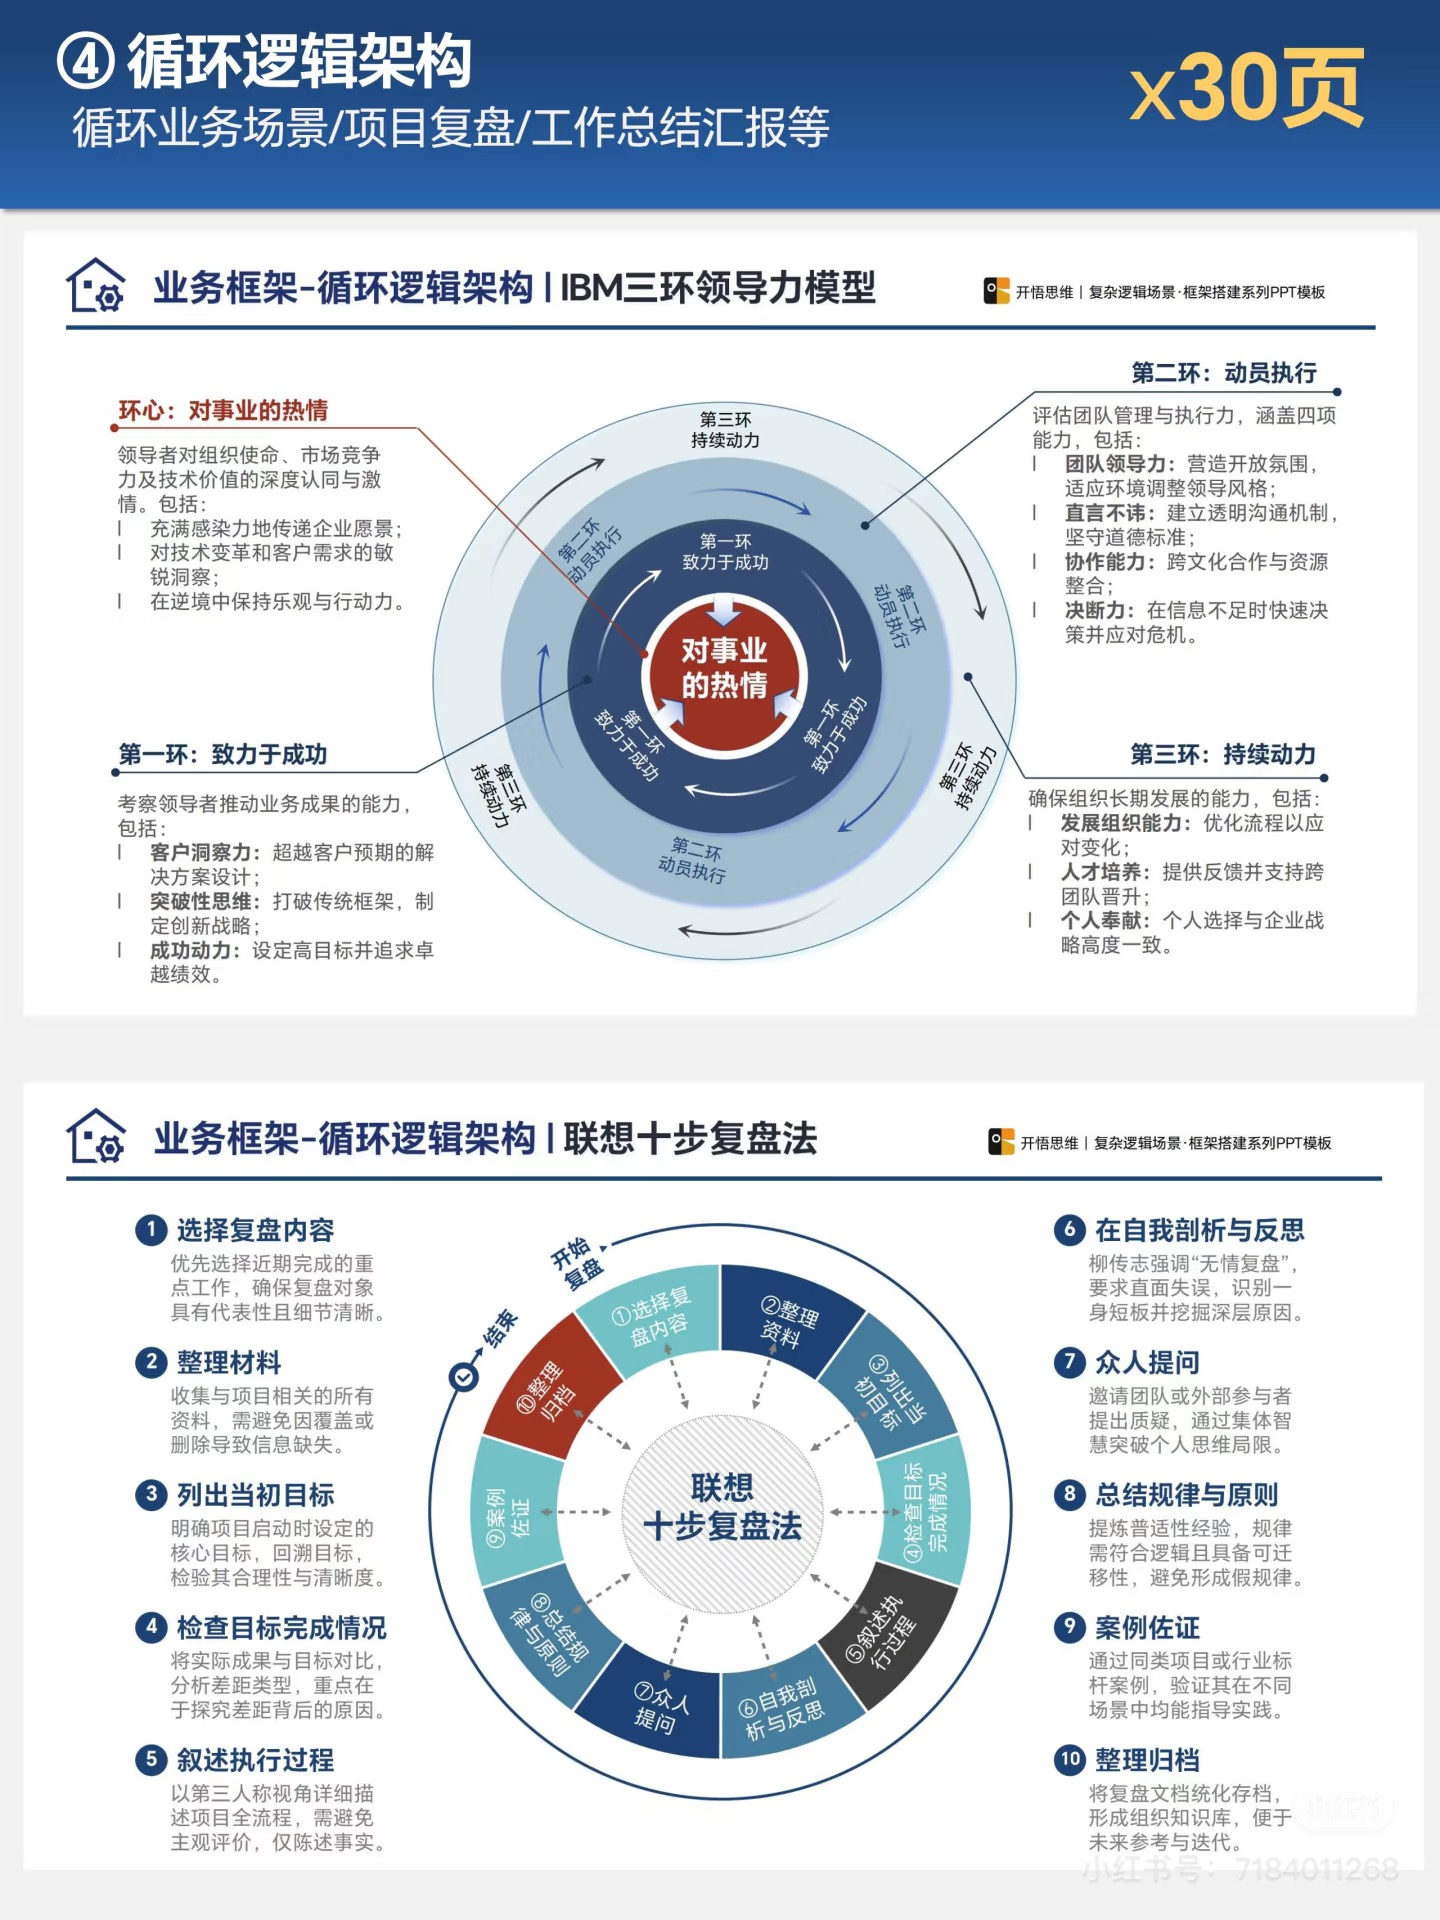 ④ 循环逻辑架构
循环业务场景/项目复盘/工作总结汇报等
x30页
业务框架-循环逻辑架构 | IBM三环领导力模型
开悟思维 | 复杂逻辑场景·框架搭建系列PPT模板
环心：对事业的热情
领导者对组织使命、市场竞争
力及技术价值的深度认同与激
情。包括：
l 充满感染力地传递企业愿景；
l 对技术变革和客户需求的敏
锐洞察；
l 在逆境中保持乐观与行动力。
第一环：致力于成功
考察领导者推动业务成果的能力，
包括：
l 客户洞察力：超越客户预期的解
决方案设计；
l 突破性思维：打破传统框架，制
定创新战略；
l 成功动力：设定高目标并追求卓
越绩效。
第三环
持续动力
第二环
动员执行
第一环
致力于成功
第二环
动员执行
对事业
的热情
第一环
致力于成功
第一环
致力于成功
第三环
持续动力
第三环
持续动力
第二环
动员执行
第二环：动员执行
评估团队管理与执行力，涵盖四项
能力，包括：
l 团队领导力：营造开放氛围，
适应环境调整领导风格；
l 直言不讳：建立透明沟通机制，
坚守道德标准；
l 协作能力：跨文化合作与资源
整合；
l 决断力：在信息不足时快速决
策并应对危机。
第三环：持续动力
确保组织长期发展的能力，包括：
l 发展组织能力：优化流程以应
对变化；
l 人才培养：提供反馈并支持跨
团队晋升；
l 个人奉献：个人选择与企业战
略高度一致。
业务框架-循环逻辑架构 | 联想十步复盘法
开悟思维 | 复杂逻辑场景·框架搭建系列PPT模板
1 选择复盘内容
优先选择近期完成的重
点工作，确保复盘对象
具有代表性且细节清晰。
2 整理材料
收集与项目相关的所有
资料，需避免因覆盖或
删除导致信息缺失。
3 列出当初目标
明确项目启动时设定的
核心目标，回溯目标，
检验其合理性与清晰度。
4 检查目标完成情况
将实际成果与目标对比，
分析差距类型，重点在
于探究差距背后的原因。
5 叙述执行过程
以第三人称视角详细描
述项目全流程，需避免
主观评价，仅陈述事实。
开始
复盘
结束
①选择复
盘内容
②整理
资料
③列出当
初目标
④检查目标
完成情况
⑤叙述执
行过程
⑥自我剖
析与反思
⑦众人
提问
⑧总结规
律与原则
⑨案例
佐证
⑩整理
归档
联想
十步复盘法
6 在自我剖析与反思
柳传志强调“无情复盘”，
要求直面失误，识别一
身短板并挖掘深层原因。
7 众人提问
邀请团队或外部参与者
提出质疑，通过集体智
慧突破个人思维局限。
8 总结规律与原则
提炼普适性经验，规律
需符合逻辑且具备可迁
移性，避免形成假规律。
9 案例佐证
通过同类项目或行业标
杆案例，验证其在不同
场景中均能指导实践。
10 整理归档
将复盘文档统化存档，
形成组织知识库，便于
未来参考与迭代。
小红书
小红书号：7184011268